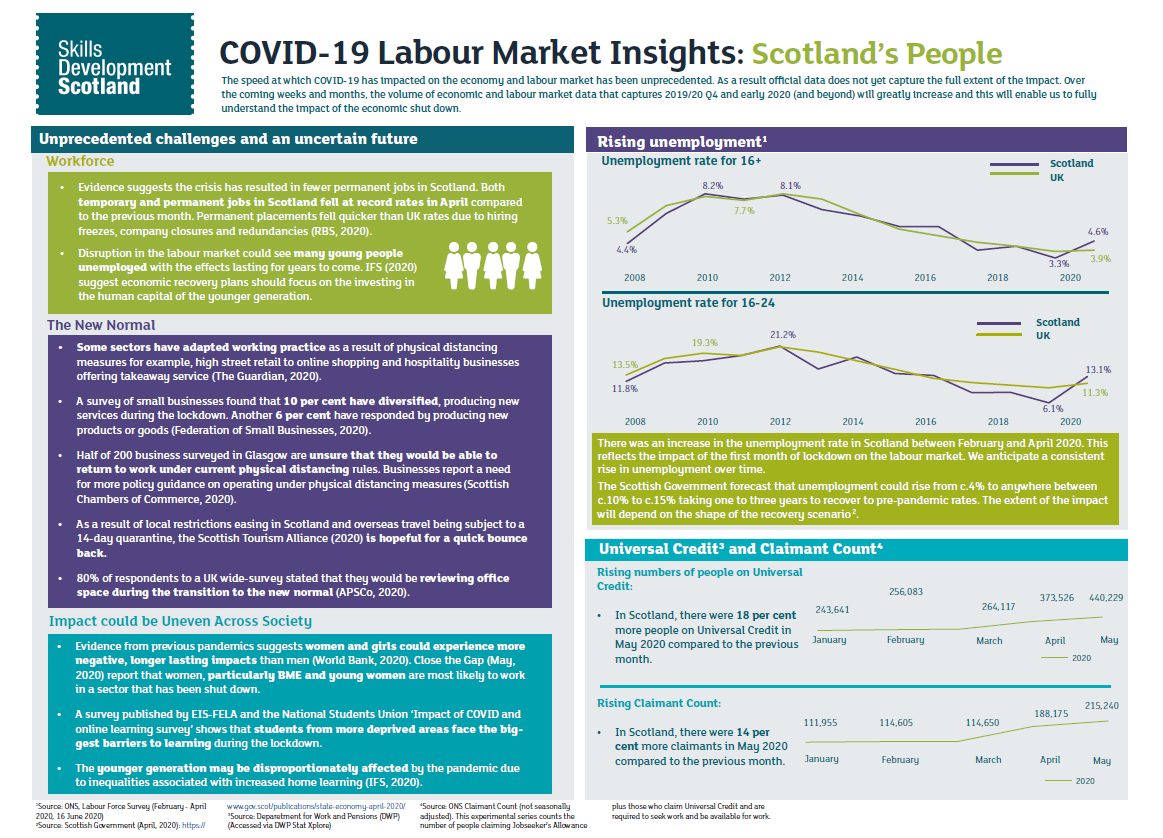 Skills
Development
Scotland
COVID-19 Labour Market Insights: Scotland's People
The speed at which COVID-19 has impacted on the economy and labour market has been unprecedented. As a result official data does not yet capture the full extent of the impact. Over
the coming weeks and months, the volume of economic and labour market data that captures 2019/20 Q4 and early 2020 (and beyond) will greatly increase and this will enable us to fully
understand the impact of the economic shut down.
Unprecedented challenges and an uncertain future
Workforce
• Evidence suggests the crisis has resulted in fewer permanent jobs in Scotland. Both
temporary and permanent jobs in Scotland fell at record rates in April compared
to the previous month. Permanent placements fell quicker than UK rates due to hiring
freezes, company closures and redundancies (RBS, 2020).
• Disruption in the labour market could see many young people
unemployed with the effects lasting for years to come. IFS (2020)
suggest economic recovery plans should focus on the investing in
the human capital of the younger generation.
The New Normal
• Some sectors have adapted working practice as a result of physical distancing
measures for example, high street retail to online shopping and hospitality businesses
offering takeaway service (The Guardian, 2020).
• A survey of small businesses found that 10 per cent have diversified, producing new
services during the lockdown. Another 6 per cent have responded by producing new
products or goods (Federation of Small Businesses, 2020).
• Half of 200 business surveyed in Glasgow are unsure that they would be able to
return to work under current physical distancing rules. Businesses report a need
for more policy guidance on operating under physical distancing measures (Scottish
Chambers of Commerce, 2020).
• As a result of local restrictions easing in Scotland and overseas travel being subject to a
14-day quarantine, the Scottish Tourism Alliance (2020) is hopeful for a quick bounce
back.
• 80% of respondents to a UK wide-survey stated that they would be reviewing office
space during the transition to the new normal (APSCo, 2020).
Impact could be Uneven Across Society
• Evidence from previous pandemics suggests women and girls could experience more
negative, longer lasting impacts than men (World Bank, 2020). Close the Gap (May,
2020) report that women, particularly BME and young women are most likely to work
in a sector that has been shut down.
• A survey published by EIS-FELA and the National Students Union ‘Impact of COVID and
online learning survey’ shows that students from more deprived areas face the big-
gest barriers to learning during the lockdown.
• The younger generation may be disproportionately affected by the pandemic due
to inequalities associated with increased home learning (IFS, 2020).
Rising unemployment¹
Unemployment rate for 16+
Scotland
UK
8.2%
8.1%
7.7%
5.3%
4.4%
4.6%
3.9%
3.3%
2008 2010 2012 2014 2016 2018 2020
Unemployment rate for 16-24
Scotland
UK
21.2%
19.3%
13.5%
11.8%
13.1%
11.3%
6.1%
2008 2010 2012 2014 2016 2018 2020
There was an increase in the unemployment rate in Scotland between February and April 2020. This
reflects the impact of the first month of lockdown on the labour market. We anticipate a consistent
rise in unemployment over time.
The Scottish Government forecast that unemployment could rise from c.4% to anywhere between
c.10% to c.15% taking one to three years to recover to pre-pandemic rates. The extent of the impact
will depend on the shape of the recovery scenario².
Universal Credit³ and Claimant Count⁴
Rising numbers of people on Universal
Credit:
• In Scotland, there were 18 per cent
more people on Universal Credit in
May 2020 compared to the previous
month.
243,641 256,083 264,117 373,526 440,229
January February March April May
2020
Rising Claimant Count:
• In Scotland, there were 14 per
cent more claimants in May 2020
compared to the previous month.
111,955 114,605 114,650 188,175 215,240
January February March April May
2020
¹Source: ONS, Labour Force Survey (February - April
2020, 16 June 2020)
²Source: Scottish Government (April, 2020): https://
www.gov.scot/publications/state-economy-april-2020/
³Source: Deparetment for Work and Pensions (DWP)
(Accessed via DWP Stat Xplore)
⁴Source: ONS Claimant Count (not seasonally
adjusted). This experimental series counts the
number of people claiming Jobseeker's Allowance
plus those who claim Universal Credit and are
required to seek work and be available for work.